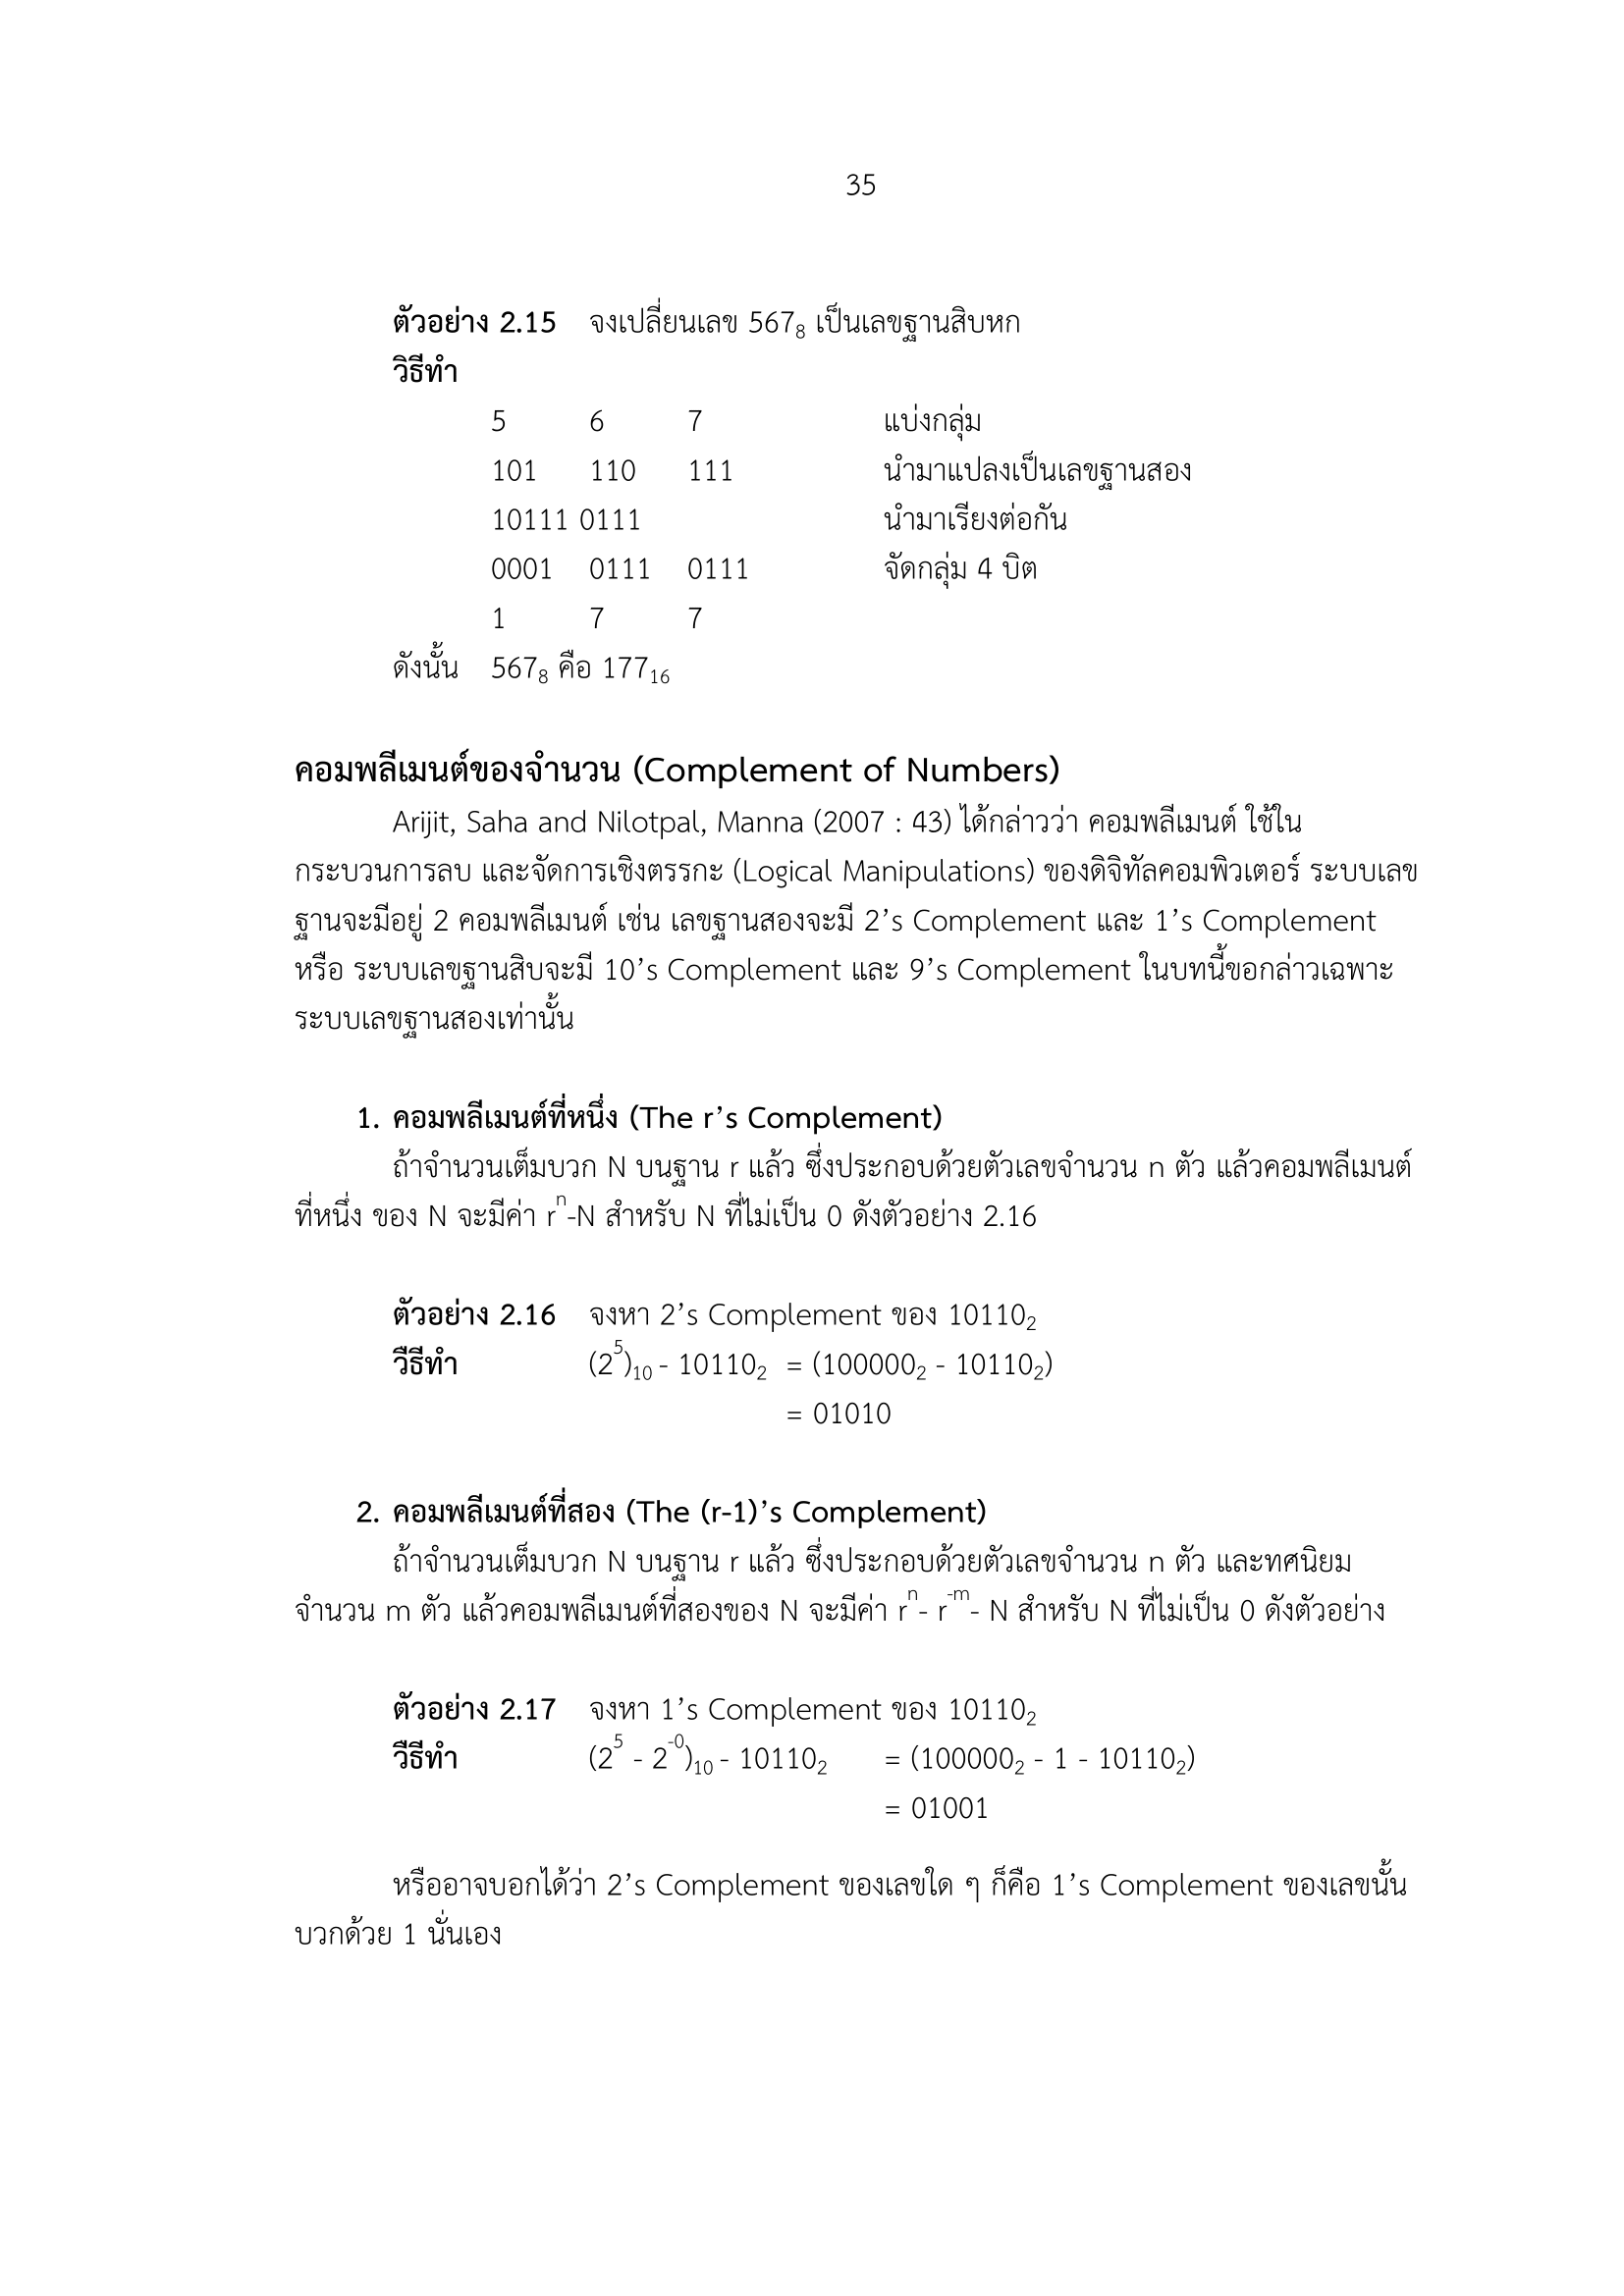 35
ตัวอย่าง 2.15 จงเปลี่ยนเลข 567₈ เป็นเลขฐานสิบหก
วิธีทำ
5 6 7 แบ่งกลุ่ม
101 110 111 นำมาแปลงเป็นเลขฐานสอง
10111 0111 นำมาเรียงต่อกัน
0001 0111 0111 จัดกลุ่ม 4 บิต
1 7 7
ดังนั้น 567₈ คือ 177₁₆
คอมพลีเมนต์ของจำนวน (Complement of Numbers)
Arijit, Saha and Nilotpal, Manna (2007 : 43) ได้กล่าวว่า คอมพลีเมนต์ ใช้ใน
กระบวนการลบ และจัดการเชิงตรรกะ (Logical Manipulations) ของดิจิทัลคอมพิวเตอร์ ระบบเลข
ฐานจะมีอยู่ 2 คอมพลีเมนต์ เช่น เลขฐานสองจะมี 2’s Complement และ 1’s Complement
หรือ ระบบเลขฐานสิบจะมี 10’s Complement และ 9’s Complement ในบทนี้ขอกล่าวเฉพาะ
ระบบเลขฐานสองเท่านั้น
1. คอมพลีเมนต์ที่หนึ่ง (The r’s Complement)
ถ้าจำนวนเต็มบวก N บนฐาน r แล้ว ซึ่งประกอบด้วยตัวเลขจำนวน n ตัว แล้วคอมพลีเมนต์
ที่หนึ่ง ของ N จะมีค่า rⁿ-N สำหรับ N ที่ไม่เป็น 0 ดังตัวอย่าง 2.16
ตัวอย่าง 2.16 จงหา 2’s Complement ของ 10110₂
วืธีทำ (2⁵)₁₀ - 10110₂ = (100000₂ - 10110₂)
= 01010
2. คอมพลีเมนต์ที่สอง (The (r-1)’s Complement)
ถ้าจำนวนเต็มบวก N บนฐาน r แล้ว ซึ่งประกอบด้วยตัวเลขจำนวน n ตัว และทศนิยม
จำนวน m ตัว แล้วคอมพลีเมนต์ที่สองของ N จะมีค่า rⁿ- r⁻ᵐ- N สำหรับ N ที่ไม่เป็น 0 ดังตัวอย่าง
ตัวอย่าง 2.17 จงหา 1’s Complement ของ 10110₂
วืธีทำ (2⁵ - 2⁻⁰)₁₀ - 10110₂ = (100000₂ - 1 - 10110₂)
= 01001
หรืออาจบอกได้ว่า 2’s Complement ของเลขใด ๆ ก็คือ 1’s Complement ของเลขนั้น
บวกด้วย 1 นั่นเอง